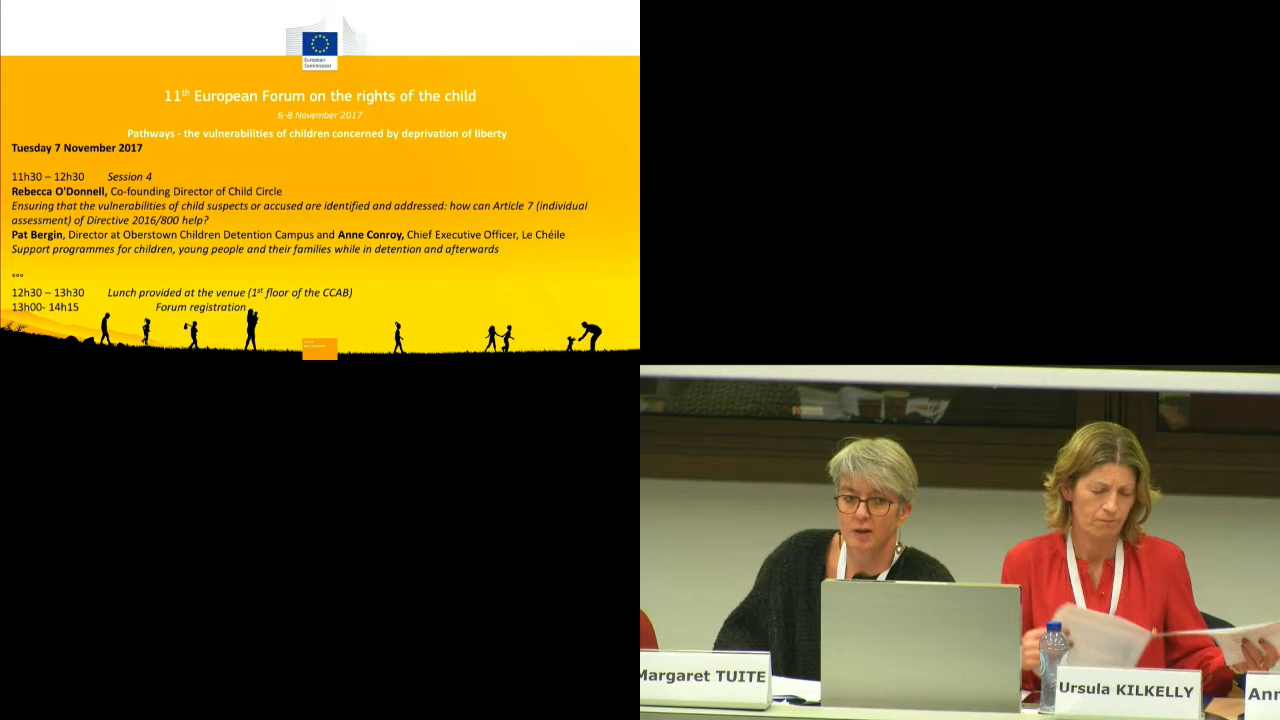 European
Commission
11th European Forum on the rights of the child
6-8 November 2017
Pathways - the vulnerabilities of children concerned by deprivation of liberty
Tuesday 7 November 2017
11h30 – 12h30 Session 4
Rebecca O'Donnell, Co-founding Director of Child Circle
Ensuring that the vulnerabilities of child suspects or accused are identified and addressed: how can Article 7 (individual
assessment) of Directive 2016/800 help?
Pat Bergin, Director at Oberstown Children Detention Campus and Anne Conroy, Chief Executive Officer, Le Chéile
Support programmes for children, young people and their families while in detention and afterwards
°°°
12h30 – 13h30 Lunch provided at the venue (1st floor of the CCAB)
13h00- 14h15 Forum registration
Margaret TUITE
Ursula KILKELLY